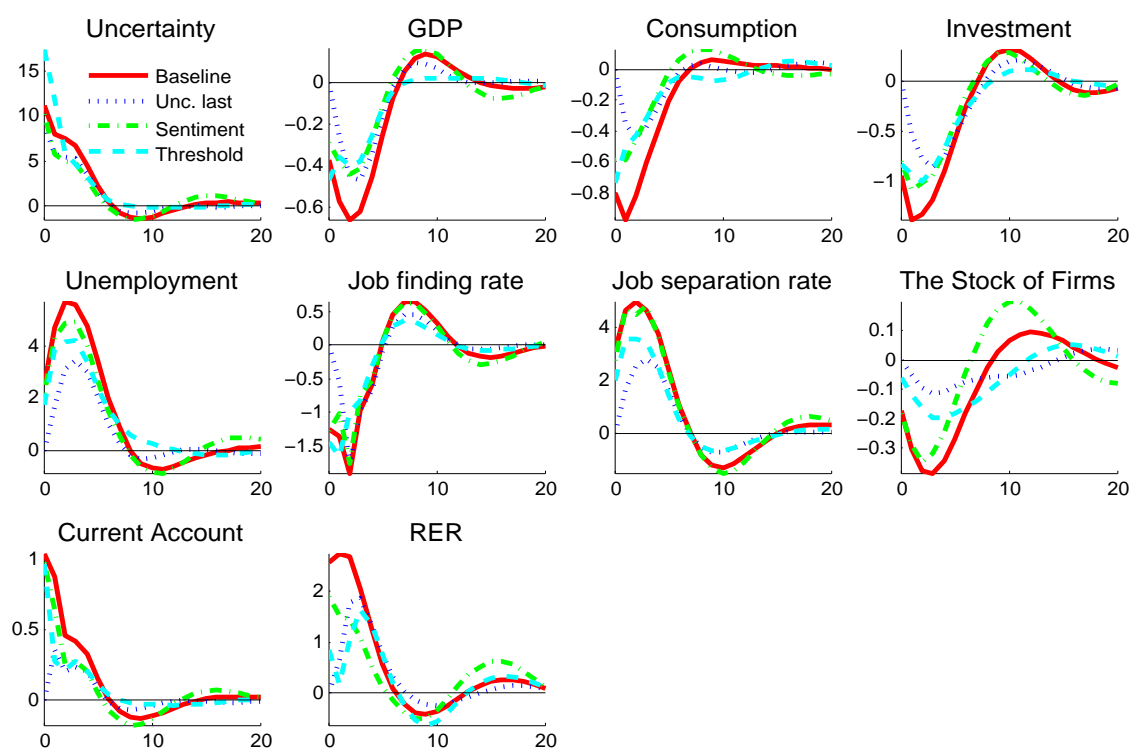 Uncertainty
GDP
Consumption
Investment
15
10
5
0
0 10 20
Baseline
Unc. last
Sentiment
Threshold
0
−0.2
−0.4
−0.6
0 10 20
0
−0.2
−0.4
−0.6
−0.8
0 10 20
0
−0.5
−1
0 10 20
Unemployment
Job finding rate
Job separation rate
The Stock of Firms
4
2
0
0 10 20
0.5
0
−0.5
−1
−1.5
0 10 20
4
2
0
0 10 20
0.1
0
−0.1
−0.2
−0.3
0 10 20
Current Account
RER
1
0.5
0
0 10 20
2
1
0
0 10 20